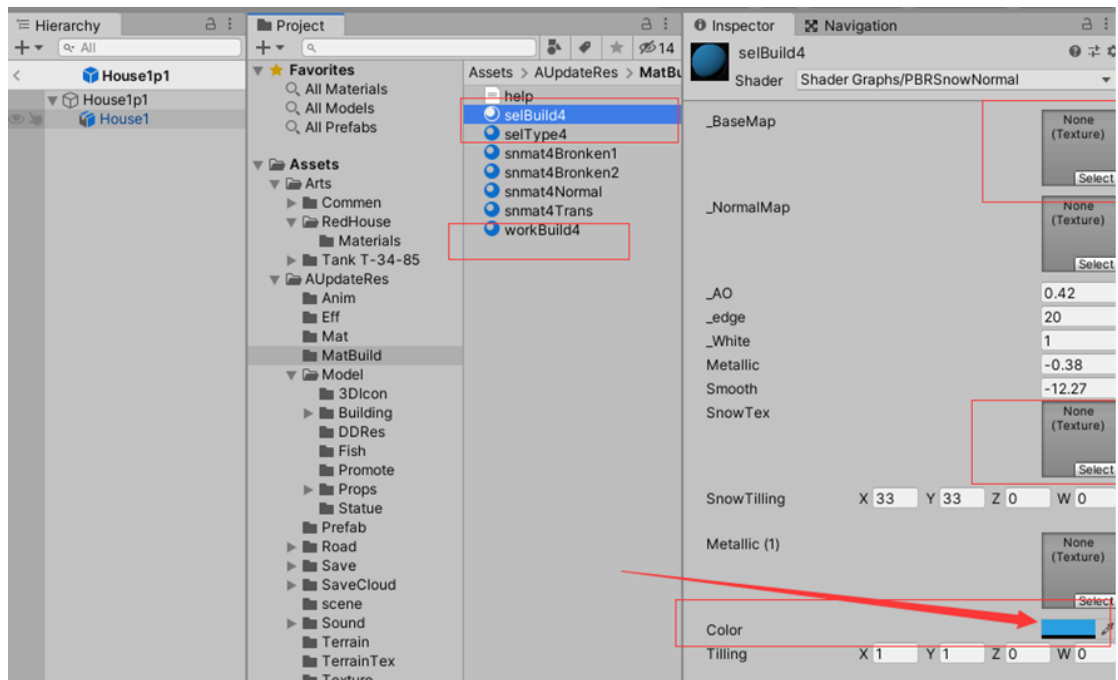 Hierarchy
All
House1p1
House1p1
House1
Project
14
Favorites
All Materials
All Models
All Prefabs
Assets
Arts
Commen
RedHouse
Materials
Tank T-34-85
AUpdateRes
Anim
Eff
Mat
MatBuild
Model
3DIcon
Building
DDRes
Fish
Promote
Props
Statue
Prefab
Road
Save
SaveCloud
scene
Sound
Terrain
TerrainTex
Texture
Assets > AUpdateRes > MatBu
help
selBuild4
selType4
snmat4Bronken1
snmat4Bronken2
snmat4Normal
snmat4Trans
workBuild4
Inspector Navigation
selBuild4
Shader Shader Graphs/PBRSnowNormal
_BaseMap None
(Texture)
Select
_NormalMap None
(Texture)
Select
_AO 0.42
_edge 20
_White 1
Metallic -0.38
Smooth -12.27
SnowTex None
(Texture)
Select
SnowTilling X 33 Y 33 Z 0 W 0
Metallic (1) None
(Texture)
Select
Color
Tilling X 1 Y 1 Z 0 W 0